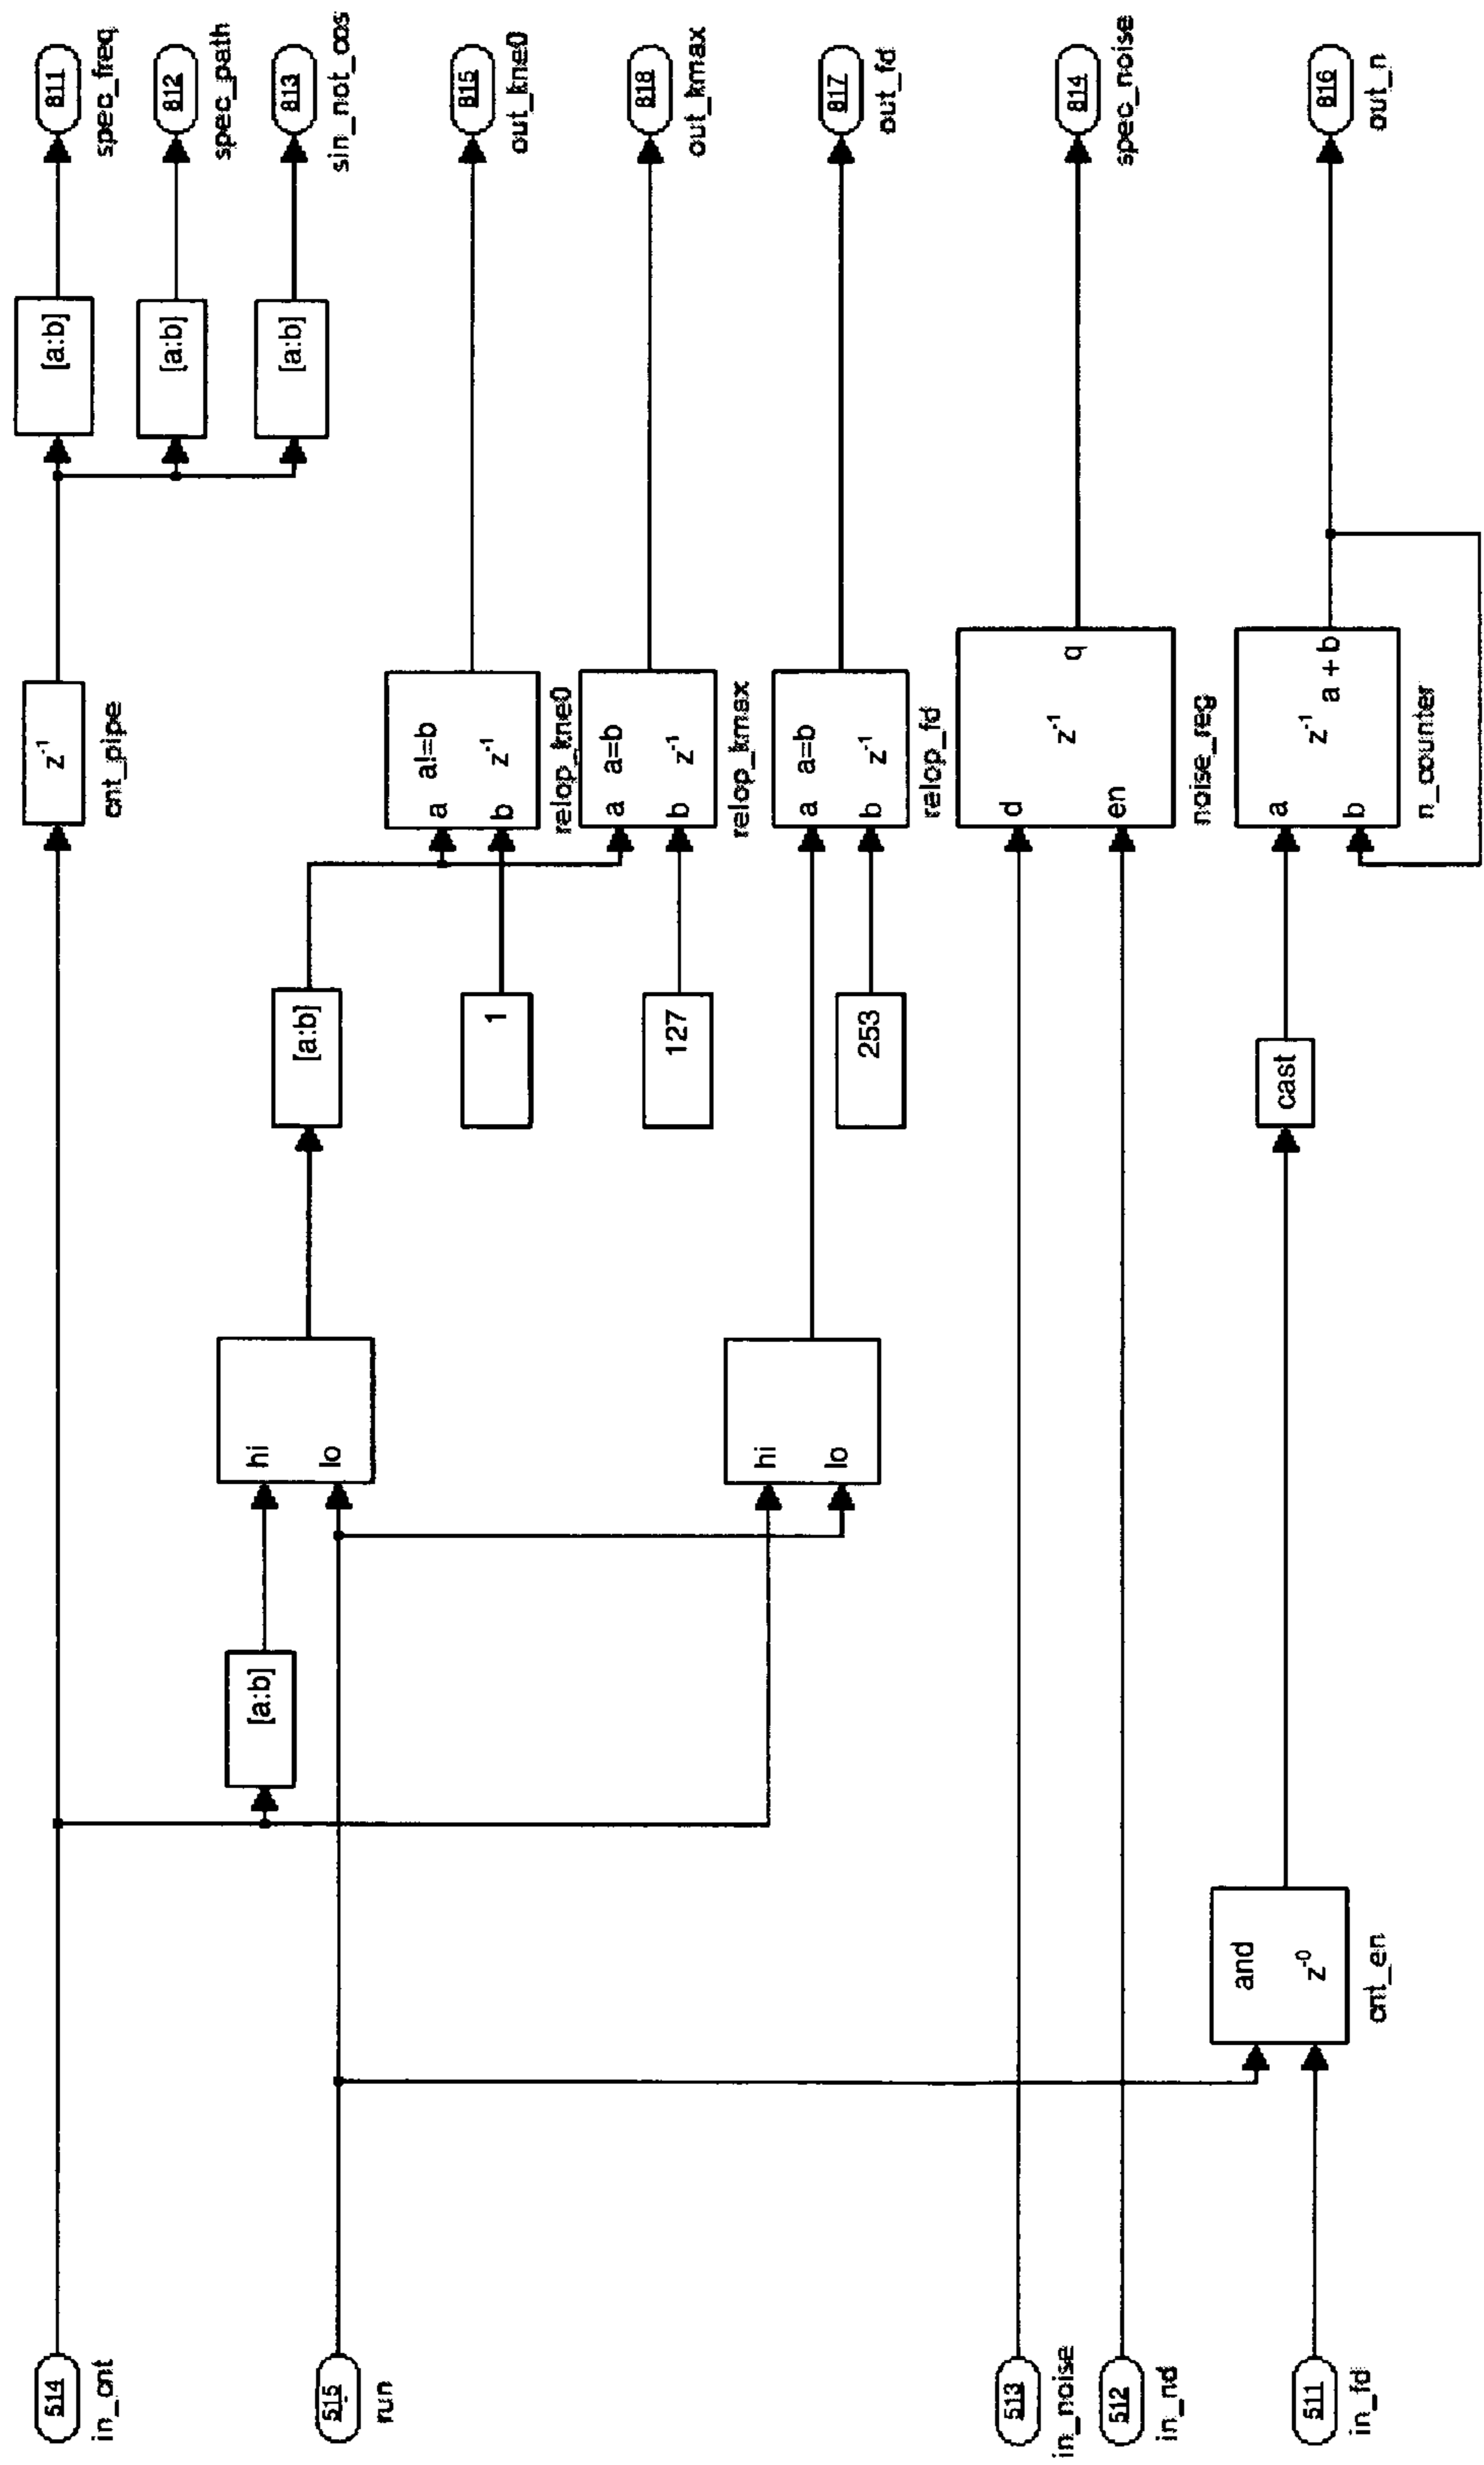 514
in_cnt
515
run
513
in_noise
512
in_nd
511
in_fd
and
z-0
cnt_en
[a:b]
hi
lo
hi
lo
[a:b]
1
127
253
cast
z-1
cnt_pipe
a
b
a!=b
z-1
relop_kne0
a
b
a=b
z-1
relop_kmax
a
b
a=b
z-1
relop_fd
d
en
z-1
q
noise_reg
a
b
z-1
a + b
n_counter
[a:b]
[a:b]
[a:b]
811
spec_freq
812
spec_path
813
sin_not_cos
815
out_kne0
818
out_kmax
817
out_fd
814
spec_noise
816
out_n